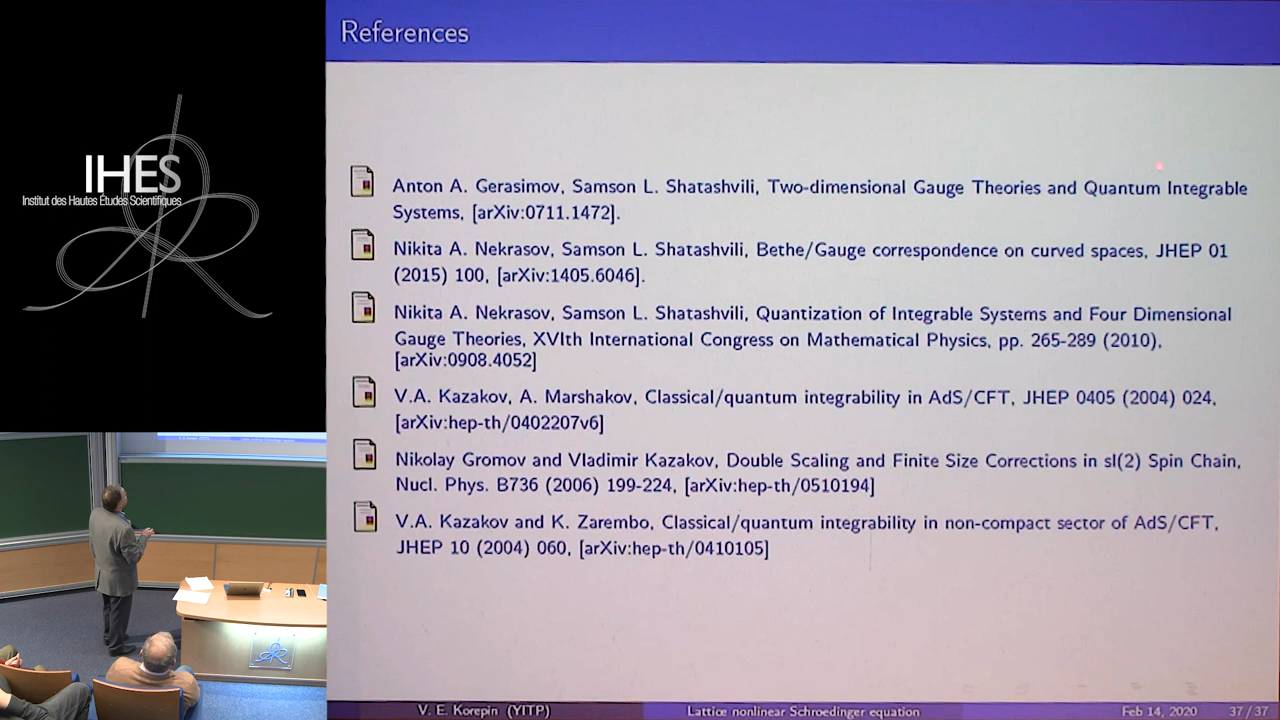 IHES
Institut des Hautes Études Scientifiques
References
Anton A. Gerasimov, Samson L. Shatashvili, Two-dimensional Gauge Theories and Quantum Integrable
Systems, [arXiv:0711.1472].
Nikita A. Nekrasov, Samson L. Shatashvili, Bethe/Gauge correspondence on curved spaces, JHEP 01
(2015) 100, [arXiv:1405.6046].
Nikita A. Nekrasov, Samson L. Shatashvili, Quantization of Integrable Systems and Four Dimensional
Gauge Theories, XVIth International Congress on Mathematical Physics, pp. 265-289 (2010),
[arXiv:0908.4052]
V.A. Kazakov, A. Marshakov, Classical/quantum integrability in AdS/CFT, JHEP 0405 (2004) 024,
[arXiv:hep-th/0402207v6]
Nikolay Gromov and Vladimir Kazakov, Double Scaling and Finite Size Corrections in sl(2) Spin Chain,
Nucl. Phys. B736 (2006) 199-224, [arXiv:hep-th/0510194]
V.A. Kazakov and K. Zarembo, Classical/quantum integrability in non-compact sector of AdS/CFT,
JHEP 10 (2004) 060, [arXiv:hep-th/0410105]
V. E. Korepin (YITP)
Lattice nonlinear Schroedinger equation
Feb 14, 2020
37/37